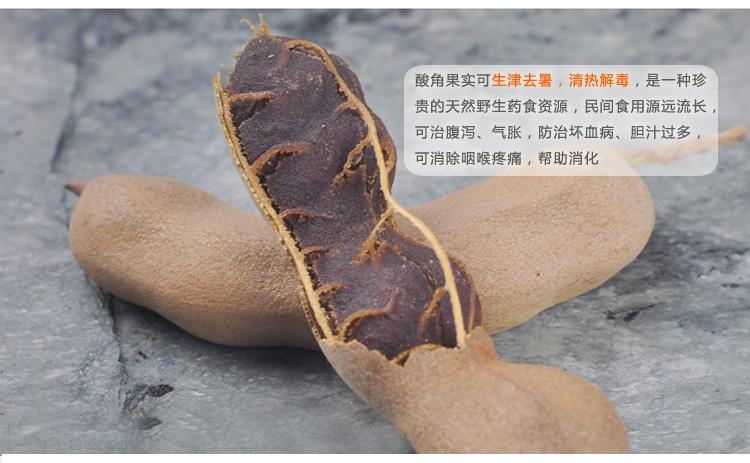 酸角果实可生津去暑，清热解毒，是一种珍
贵的天然野生药食资源，民间食用源远流长，
可治腹泻、气胀，防治坏血病、胆汁过多，
可消除咽喉疼痛，帮助消化